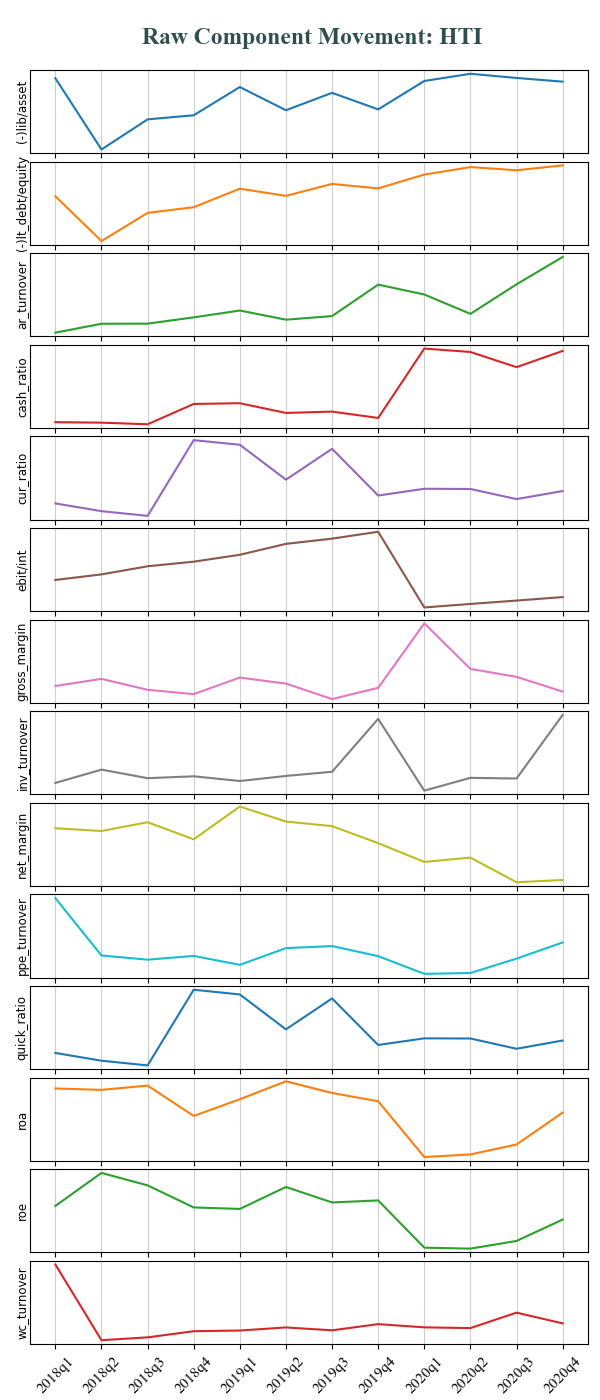 Raw Component Movement: HTI
(-)lib/asset
(-)lt_debt/equity
ar_turnover
cash_ratio
cur_ratio
ebit/int
gross_margin
inv_turnover
net_margin
ppe_turnover
quick_ratio
roa
roe
wc_turnover
2018q1 2018q2 2018q3 2018q4 2019q1 2019q2 2019q3 2019q4 2020q1 2020q2 2020q3 2020q4